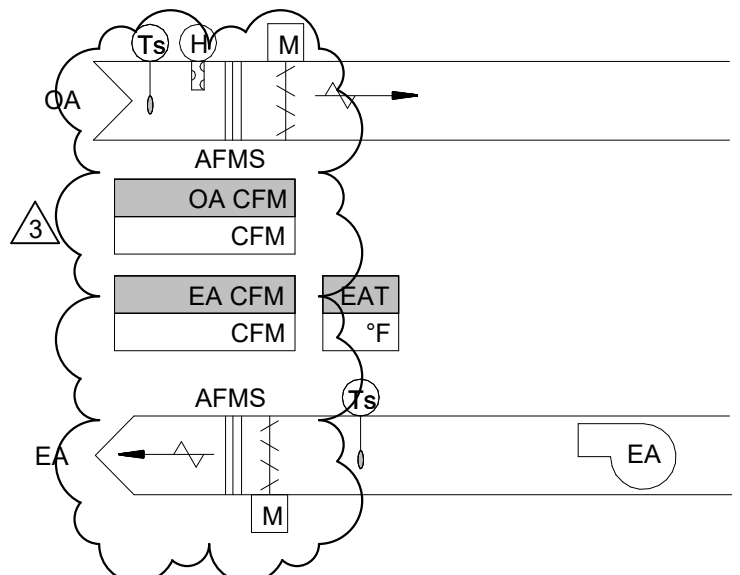 Ts H M
OA
AFMS
OA CFM
CFM
3
EA CFM EAT
CFM °F
AFMS
Ts
EA EA
M